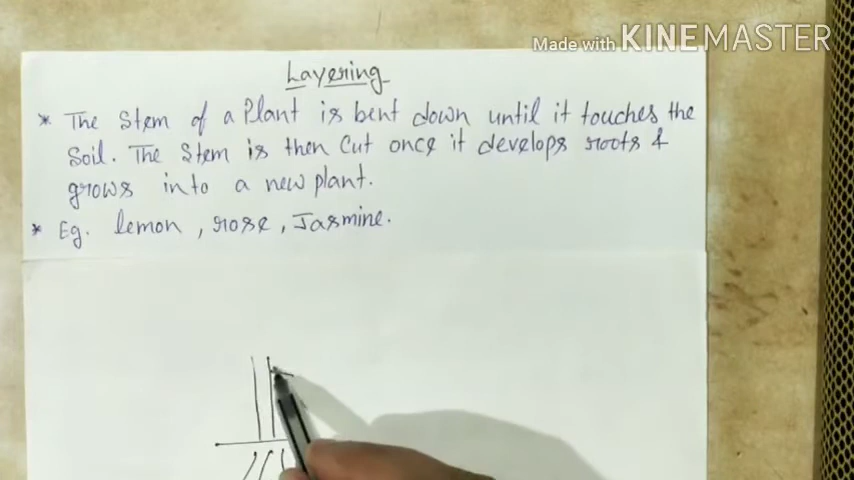 Made with KINEMASTER
Layering
* The stem of a Plant is bent down until it touches the
Soil. The Stem is then Cut once it develops roots &
grows into a new plant.
* Eg. lemon, rose, Jasmine.